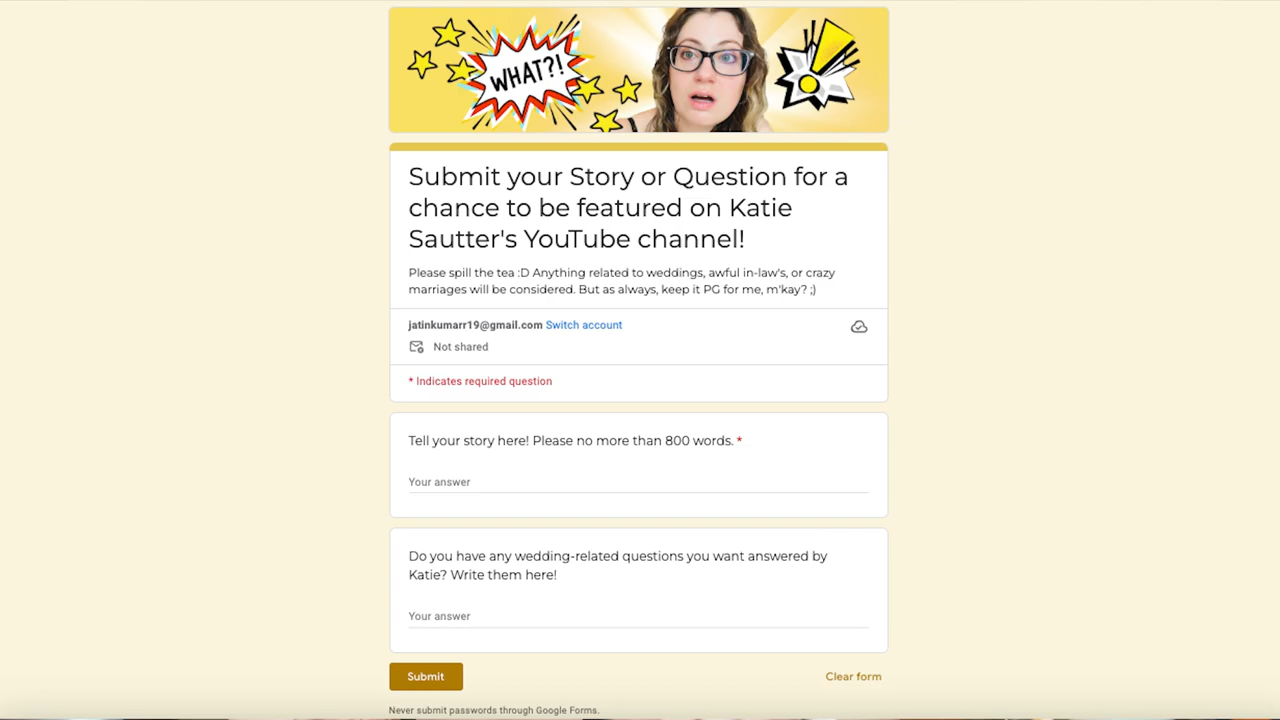 WHAT?!
Submit your Story or Question for a
chance to be featured on Katie
Sautter's YouTube channel!
Please spill the tea :D Anything related to weddings, awful in-law's, or crazy
marriages will be considered. But as always, keep it PG for me, m'kay? ;)
jatinkumarr19@gmail.com Switch account
Not shared
* Indicates required question
Tell your story here! Please no more than 800 words. *
Your answer
Do you have any wedding-related questions you want answered by
Katie? Write them here!
Your answer
Submit
Clear form
Never submit passwords through Google Forms.